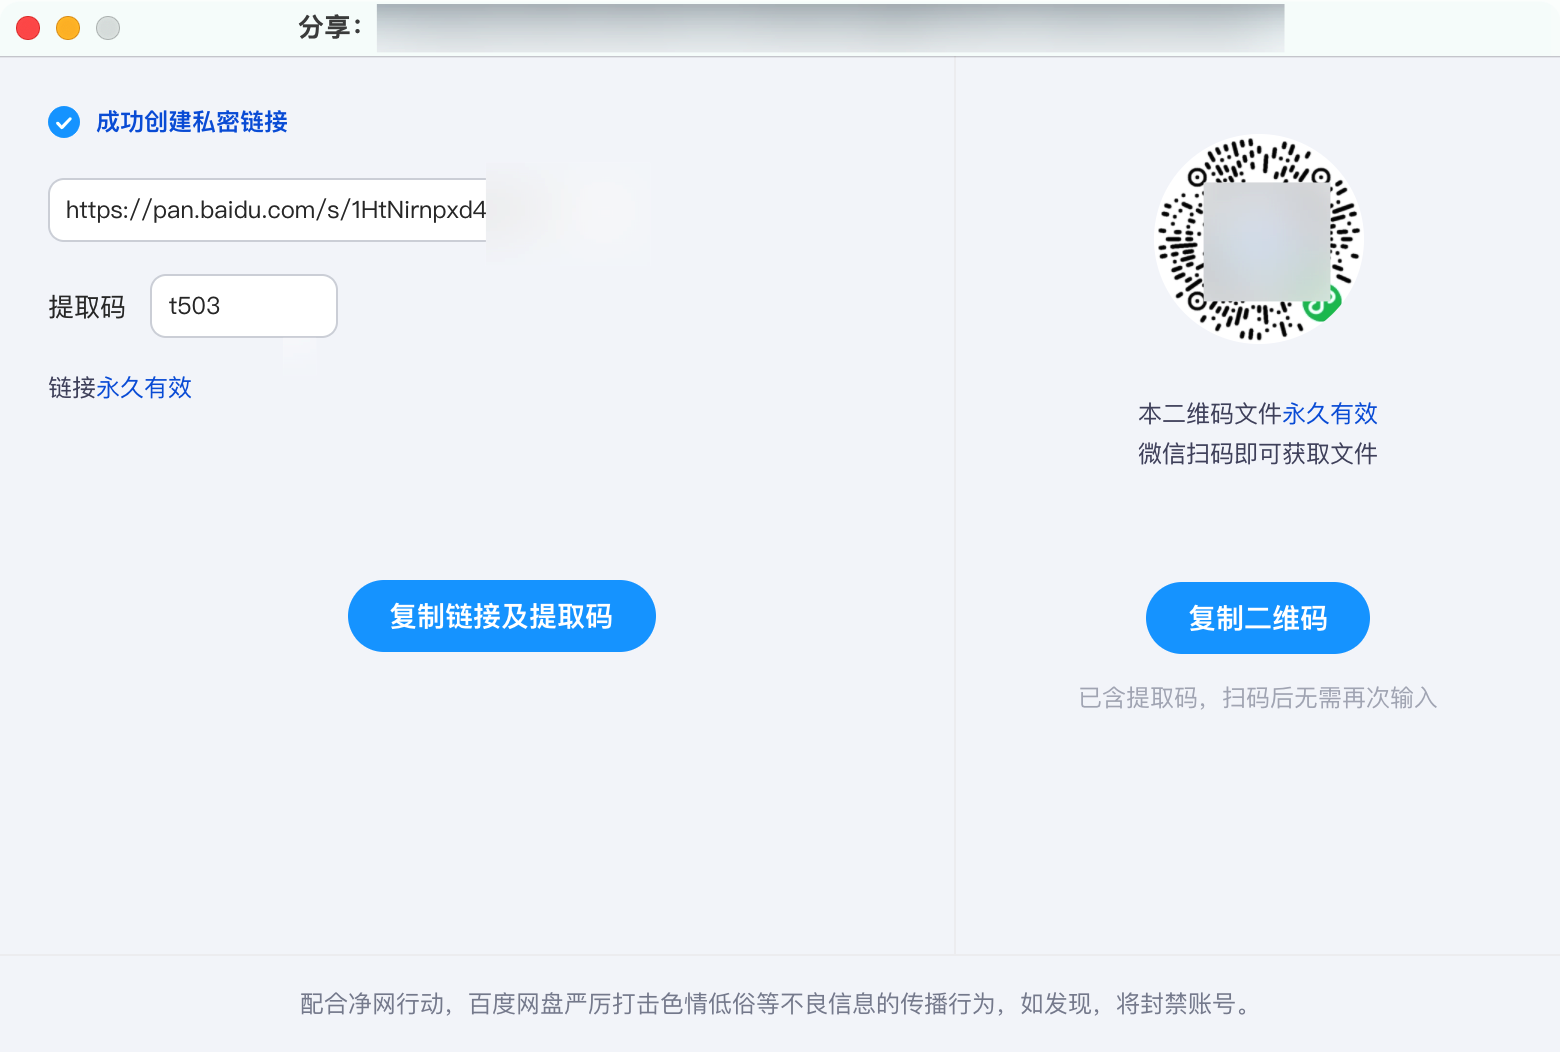 分享：
成功创建私密链接
https://pan.baidu.com/s/1HtNirnpxd4
提取码 t503
链接永久有效
复制链接及提取码
本二维码文件永久有效
微信扫码即可获取文件
复制二维码
已含提取码，扫码后无需再次输入
配合净网行动，百度网盘严厉打击色情低俗等不良信息的传播行为，如发现，将封禁账号。